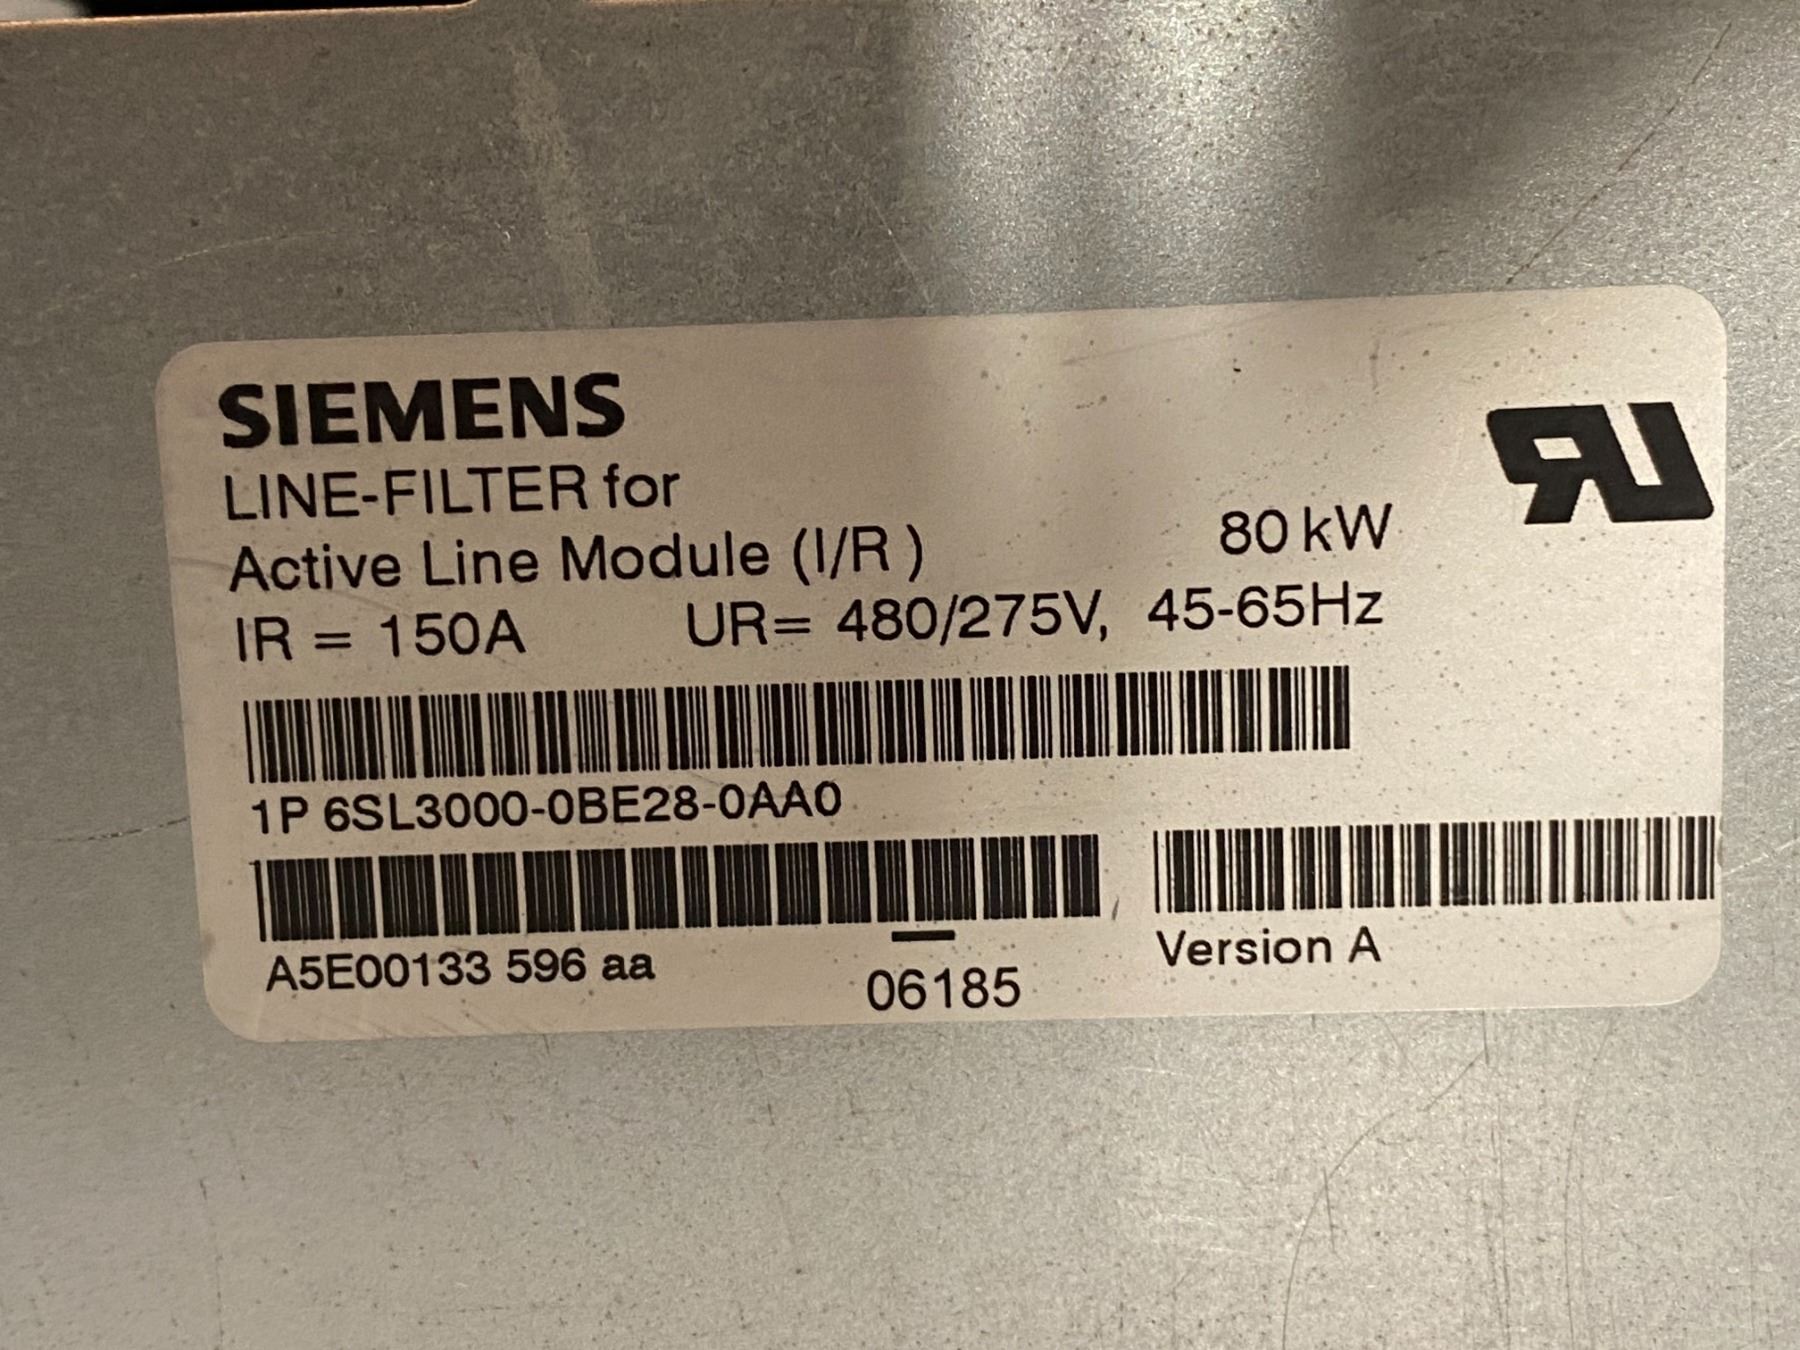 SIEMENS
LINE-FILTER for
Active Line Module (I/R ) 80 kW
IR = 150A UR= 480/275V, 45-65Hz
1P 6SL3000-0BE28-0AA0
A5E00133 596 aa 06185 Version A